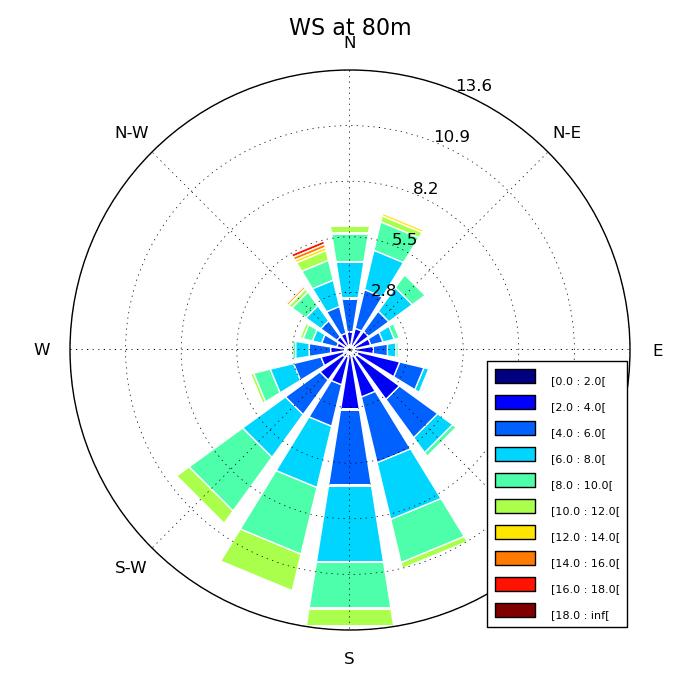 WS at 80m
N
13.6
N-W
N-E
10.9
8.2
5.5
2.8
W
E
[0.0 : 2.0[
[2.0 : 4.0[
[4.0 : 6.0[
[6.0 : 8.0[
[8.0 : 10.0[
[10.0 : 12.0[
[12.0 : 14.0[
[14.0 : 16.0[
[16.0 : 18.0[
[18.0 : inf[
S-W
S